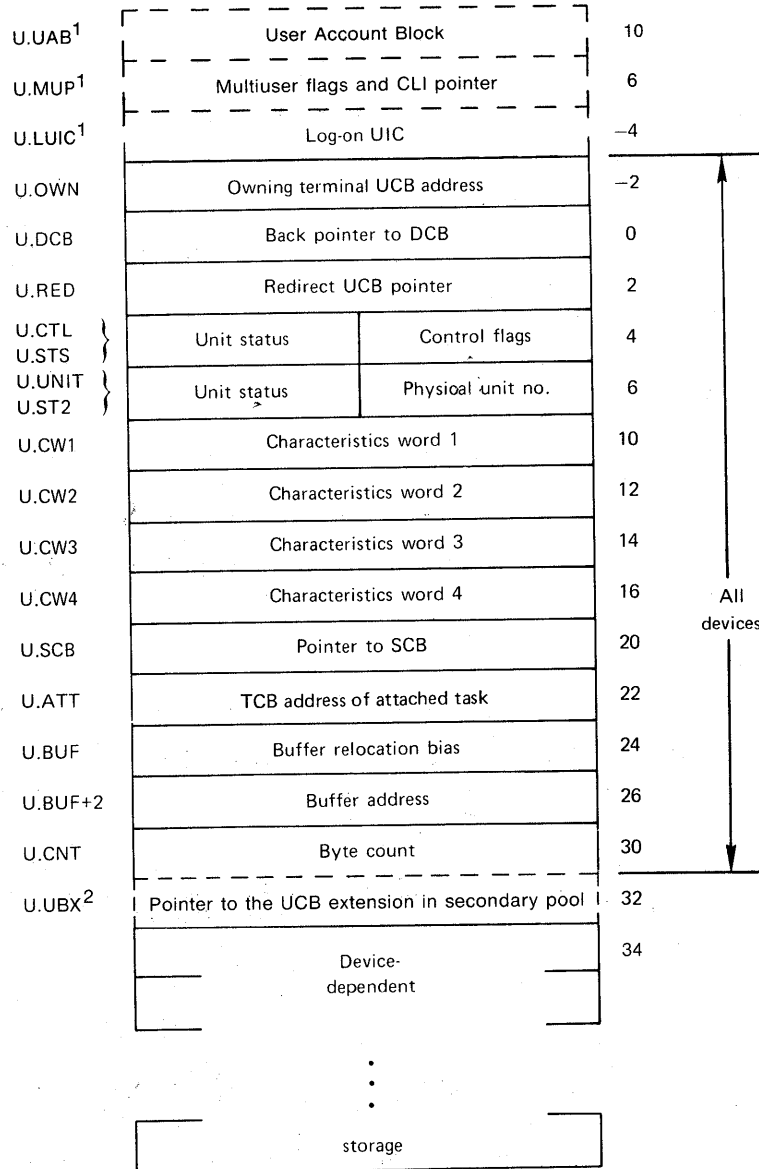 U.UAB1 User Account Block 10
U.MUP1 Multiuser flags and CLI pointer 6
U.LUIC1 Log-on UIC −4
U.OWN Owning terminal UCB address −2
U.DCB Back pointer to DCB 0
U.RED Redirect UCB pointer 2
U.CTL } Unit status Control flags 4
U.STS
U.UNIT } Unit status Physical unit no. 6
U.ST2
U.CW1 Characteristics word 1 10
U.CW2 Characteristics word 2 12
U.CW3 Characteristics word 3 14
U.CW4 Characteristics word 4 16
All
devices
U.SCB Pointer to SCB 20
U.ATT TCB address of attached task 22
U.BUF Buffer relocation bias 24
U.BUF+2 Buffer address 26
U.CNT Byte count 30
U.UBX2 Pointer to the UCB extension in secondary pool 32
Device- 34
dependent
storage